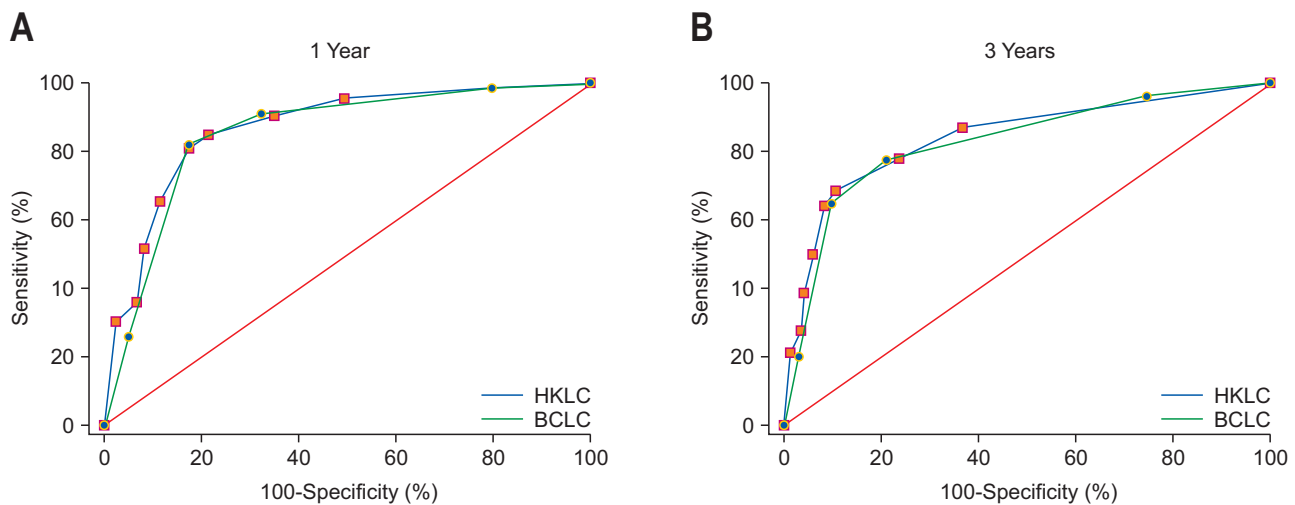 A
1 Year
100
80
60
10
20
0
Sensitivity (%)
HKLC
BCLC
0 20 40 60 80 100
100-Specificity (%)
B
3 Years
100
80
60
10
20
0
Sensitivity (%)
HKLC
BCLC
0 20 40 60 80 100
100-Specificity (%)